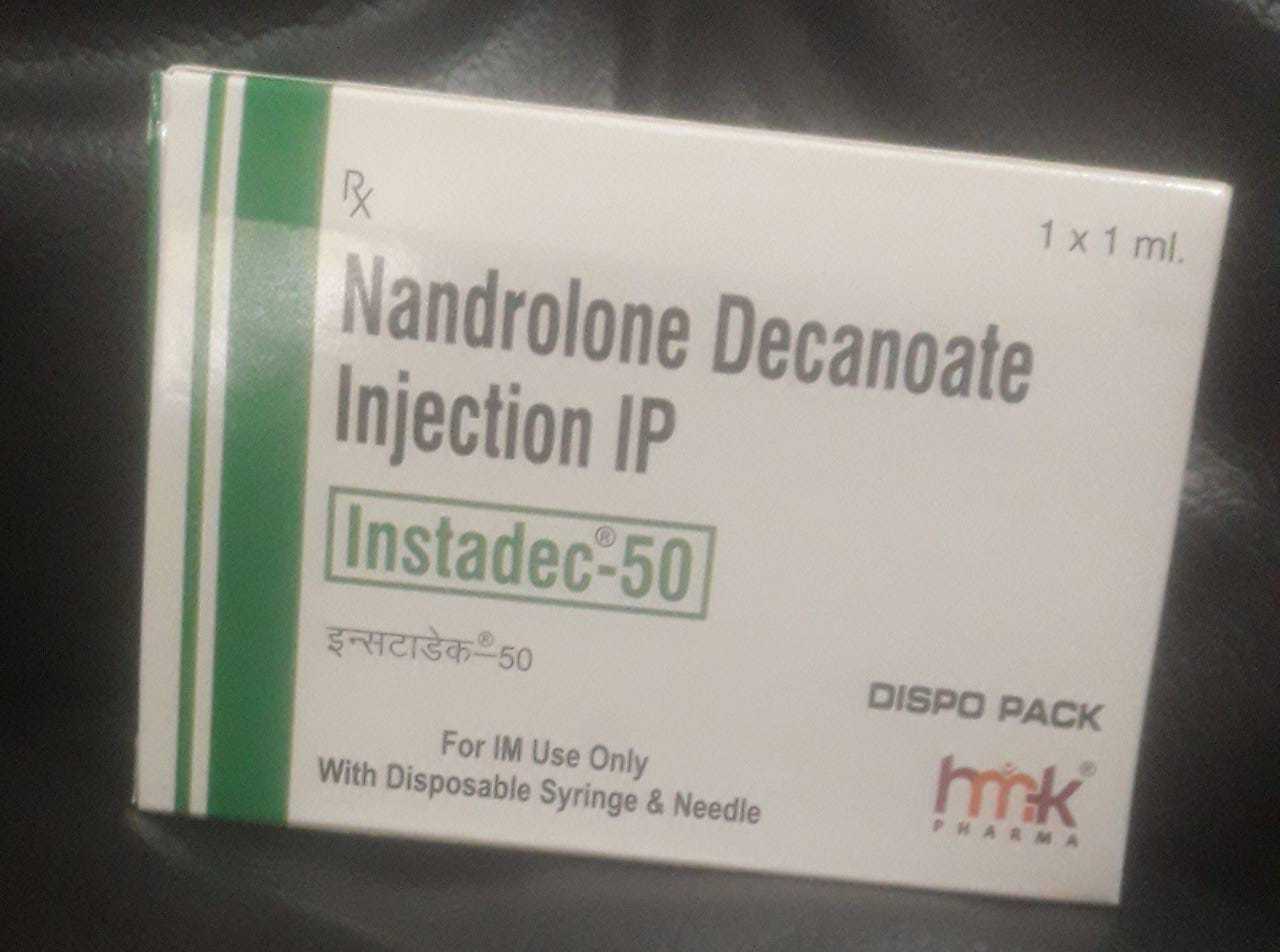 Rx
1 x 1 ml.
Nandrolone Decanoate
Injection IP
Instadec®-50
इन्सटाडेक®-50
For IM Use Only
With Disposable Syringe & Needle
DISPO PACK
hmk®
PHARMA